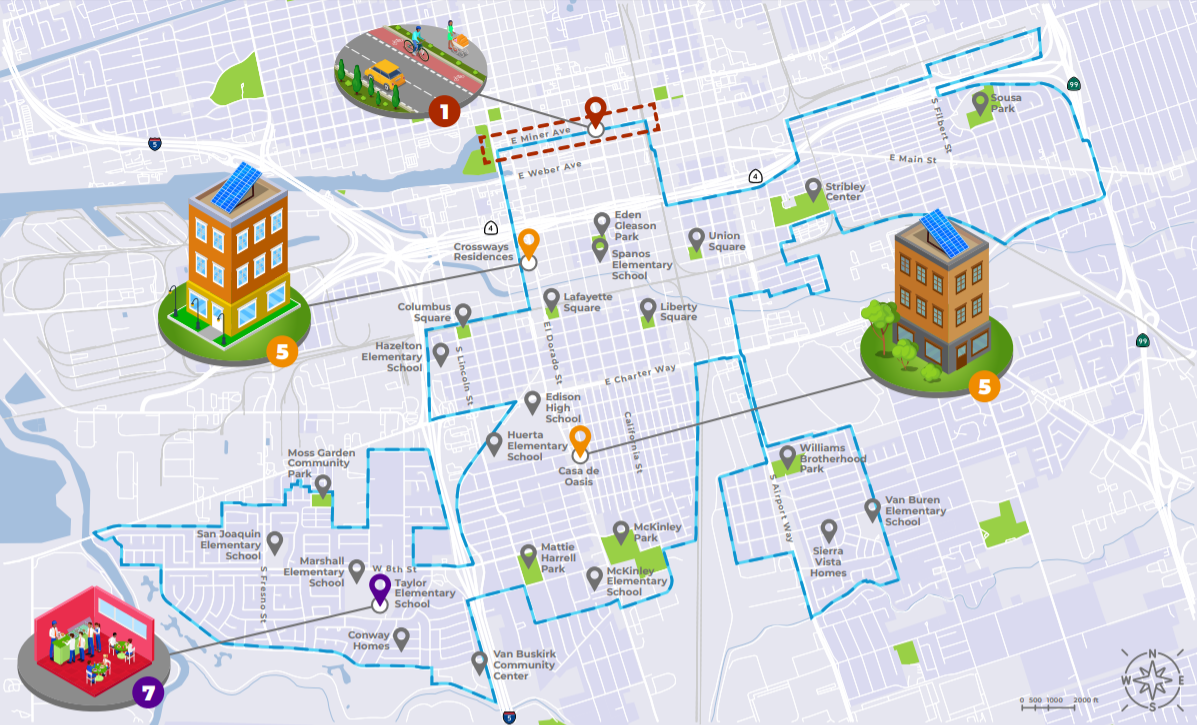 1
E Miner Ave
E Weber Ave
99
S Filbert St
Sousa
Park
5
E Main St
4
Stribley
Center
4
Crossways
Residences
Eden
Gleason
Park
Spanos
Elementary
School
Union
Square
Columbus
Square
Lafayette
Square
Liberty
Square
5
Hazelton
Elementary
School
S Lincoln St
El Dorado St
E Charter Way
99
5
Edison
High
School
California St
Huerta
Elementary
School
Casa de
Oasis
Moss Garden
Community
Park
Williams
Brotherhood
Park
S Airport Way
Van Buren
Elementary
School
San Joaquin
Elementary
School
McKinley
Park
Sierra
Vista
Homes
Marshall
Elementary
School
W 8th St
Mattie
Harrell
Park
McKinley
Elementary
School
S Fresno St
Taylor
Elementary
School
Conway
Homes
Van Buskirk
Community
Center
7
5
N
W
E
S
0 500 1000 2000 ft